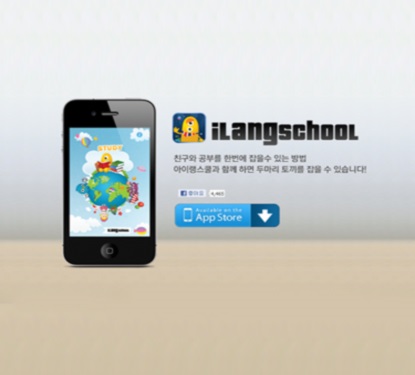 STUDY
iLangschool
iLangschool
친구와 공부를 한번에 잡을수 있는 방법
아이랭스쿨과 함께 하면 두마리 토끼를 잡을 수 있습니다!
좋아요
Available on the
App Store